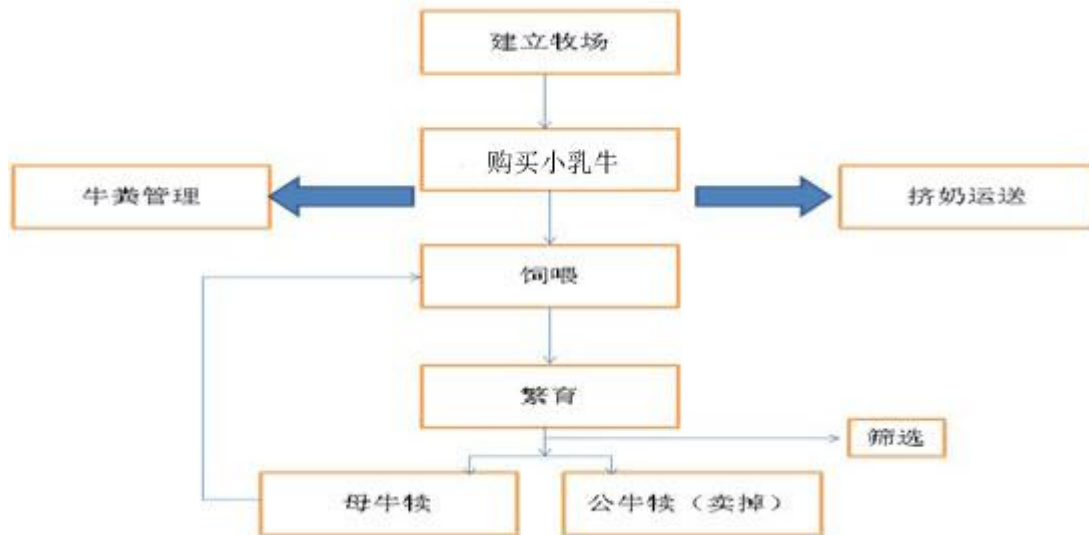 建立牧场
购买小乳牛
牛粪管理
挤奶运送
饲喂
繁育
筛选
母牛犊
公牛犊（卖掉）